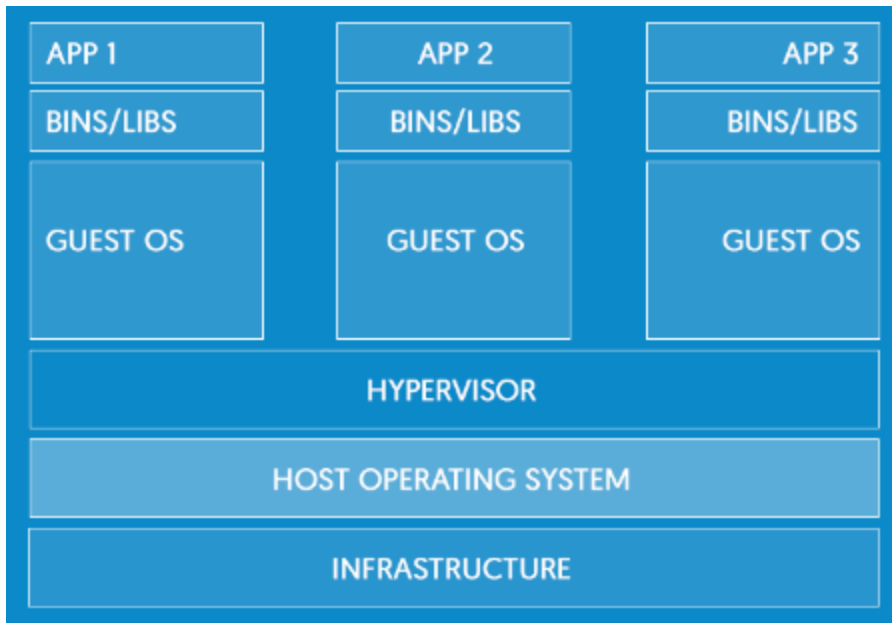 APP 1
APP 2
APP 3
BINS/LIBS
BINS/LIBS
BINS/LIBS
GUEST OS
GUEST OS
GUEST OS
HYPERVISOR
HOST OPERATING SYSTEM
INFRASTRUCTURE